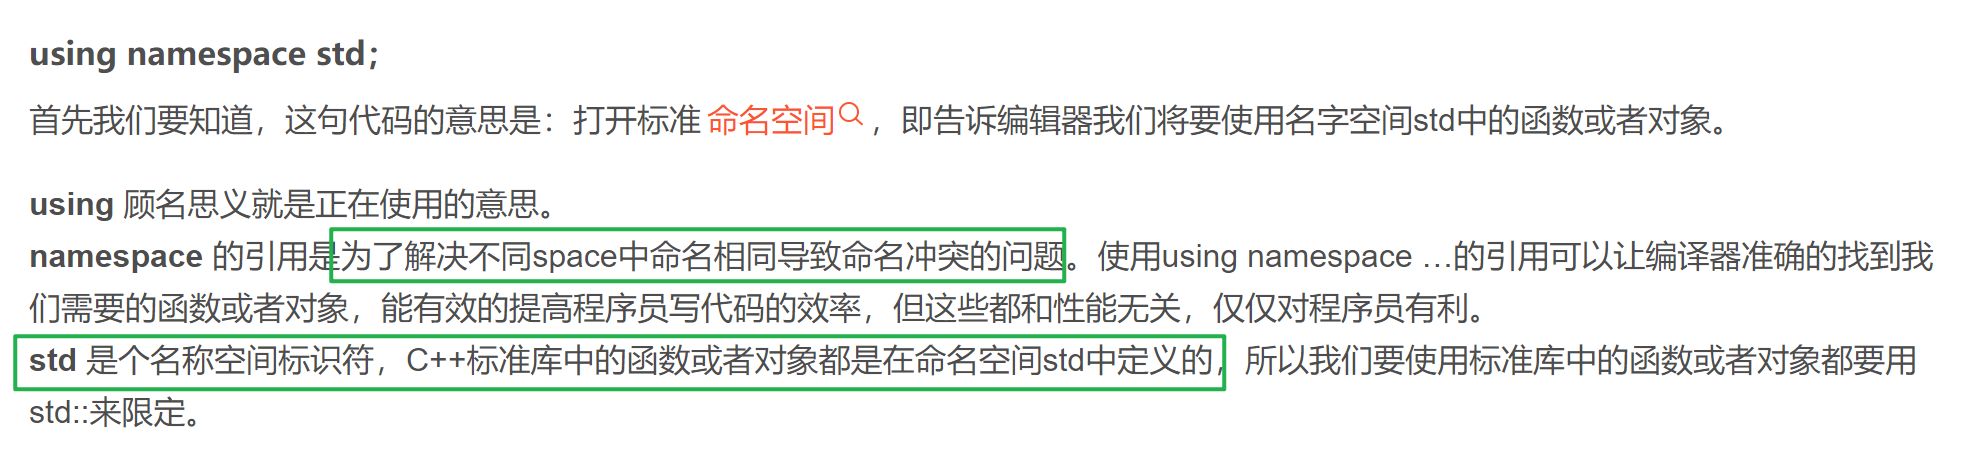 using namespace std；
首先我们要知道，这句代码的意思是：打开标准 命名空间 ，即告诉编辑器我们将要使用名字空间std中的函数或者对象。
using 顾名思义就是正在使用的意思。
namespace 的引用是为了解决不同space中命名相同导致命名冲突的问题。使用using namespace …的引用可以让编译器准确的找到我
们需要的函数或者对象，能有效的提高程序员写代码的效率，但这些都和性能无关，仅仅对程序员有利。
std 是个名称空间标识符，C++标准库中的函数或者对象都是在命名空间std中定义的，所以我们要使用标准库中的函数或者对象都要用
std::来限定。